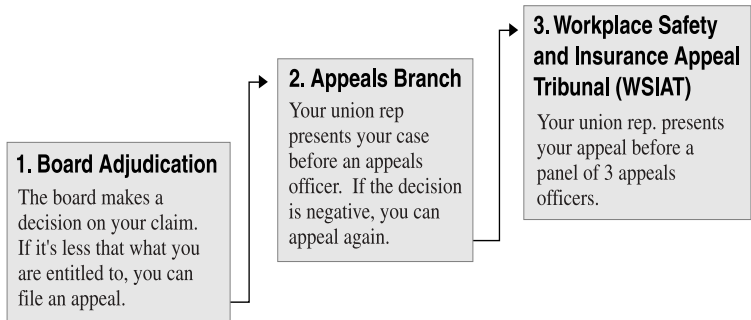 1. Board Adjudication
The board makes a
decision on your claim.
If it's less that what you
are entitled to, you can
file an appeal.
2. Appeals Branch
Your union rep
presents your case
before an appeals
officer. If the decision
is negative, you can
appeal again.
3. Workplace Safety
and Insurance Appeal
Tribunal (WSIAT)
Your union rep. presents
your appeal before a
panel of 3 appeals
officers.